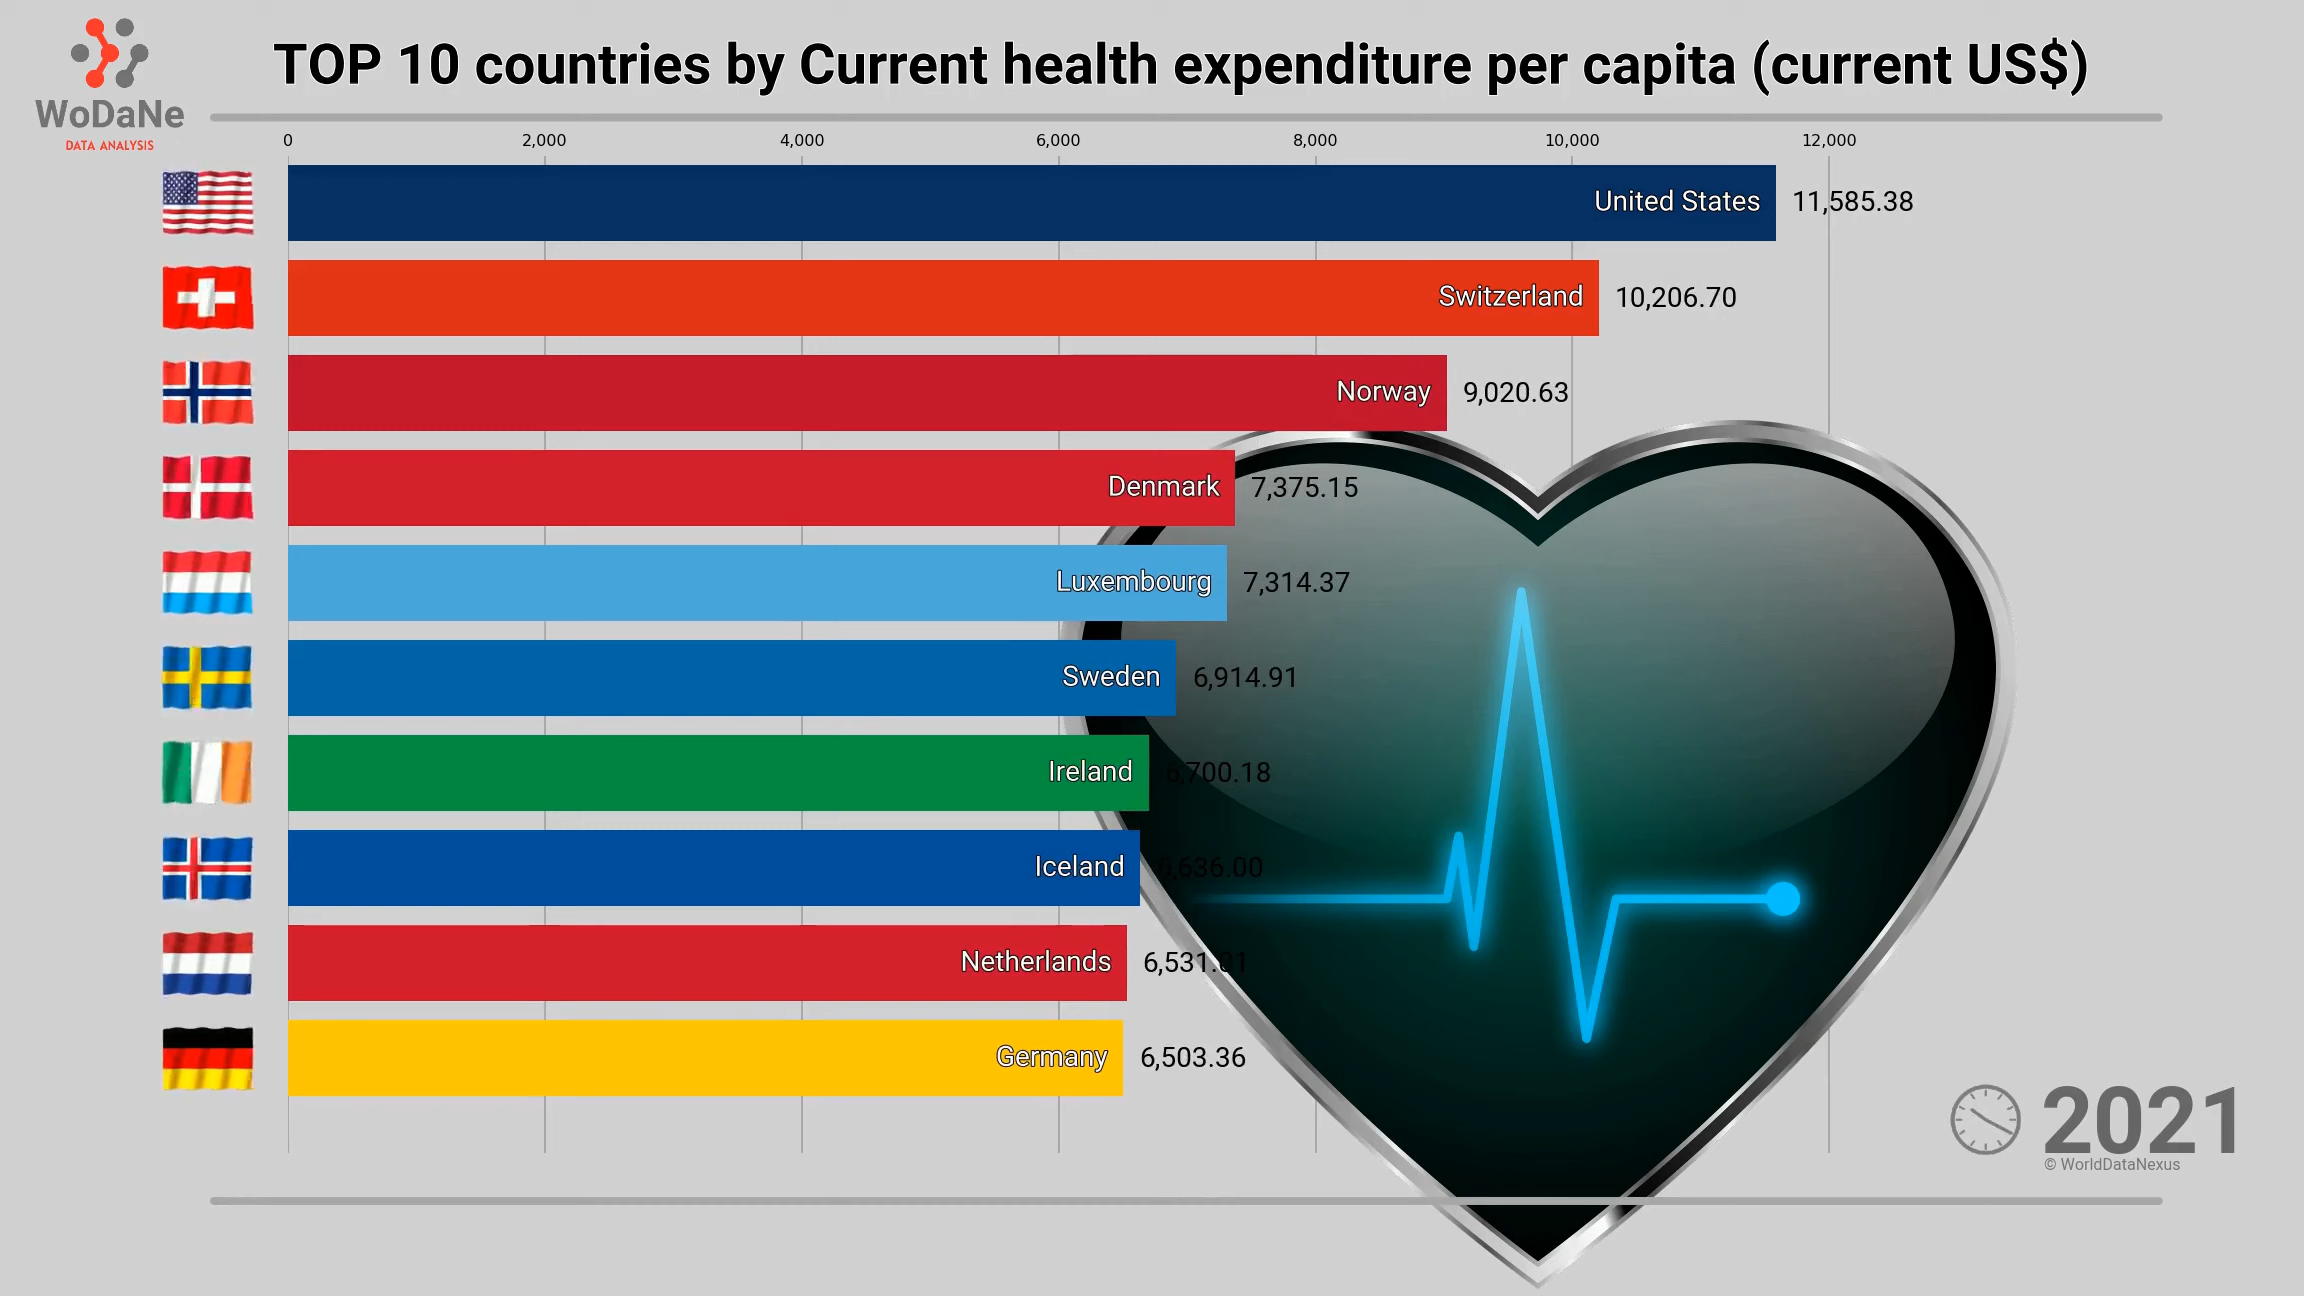 TOP 10 countries by Current health expenditure per capita (current US$)
WoDaNe
DATA ANALYSIS
0 2,000 4,000 6,000 8,000 10,000 12,000
United States 11,585.38
Switzerland 10,206.70
Norway 9,020.63
Denmark 7,375.15
Luxembourg 7,314.37
Sweden 6,914.91
Ireland 6,700.18
Iceland 6,636.00
Netherlands
Germany 6,503.36
2021
© WorldDataNexus